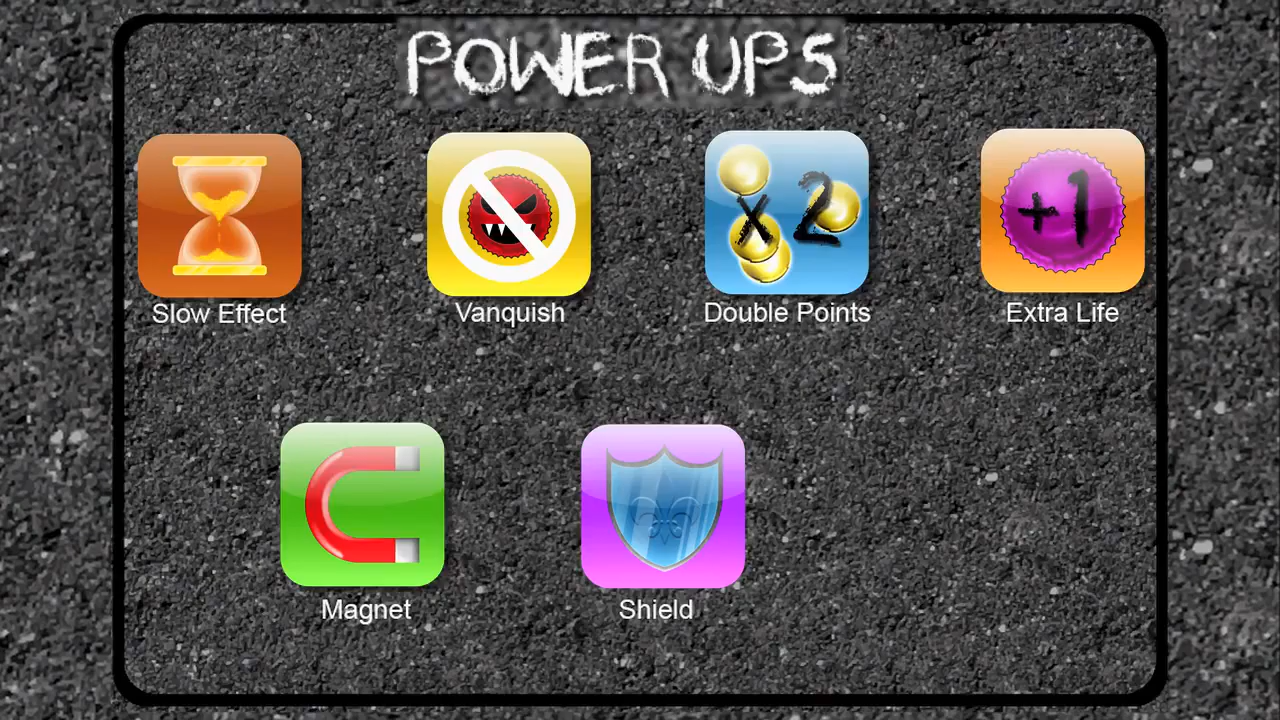 POWER UPS
x2
+1
Slow Effect
Vanquish
Double Points
Extra Life
Magnet
Shield